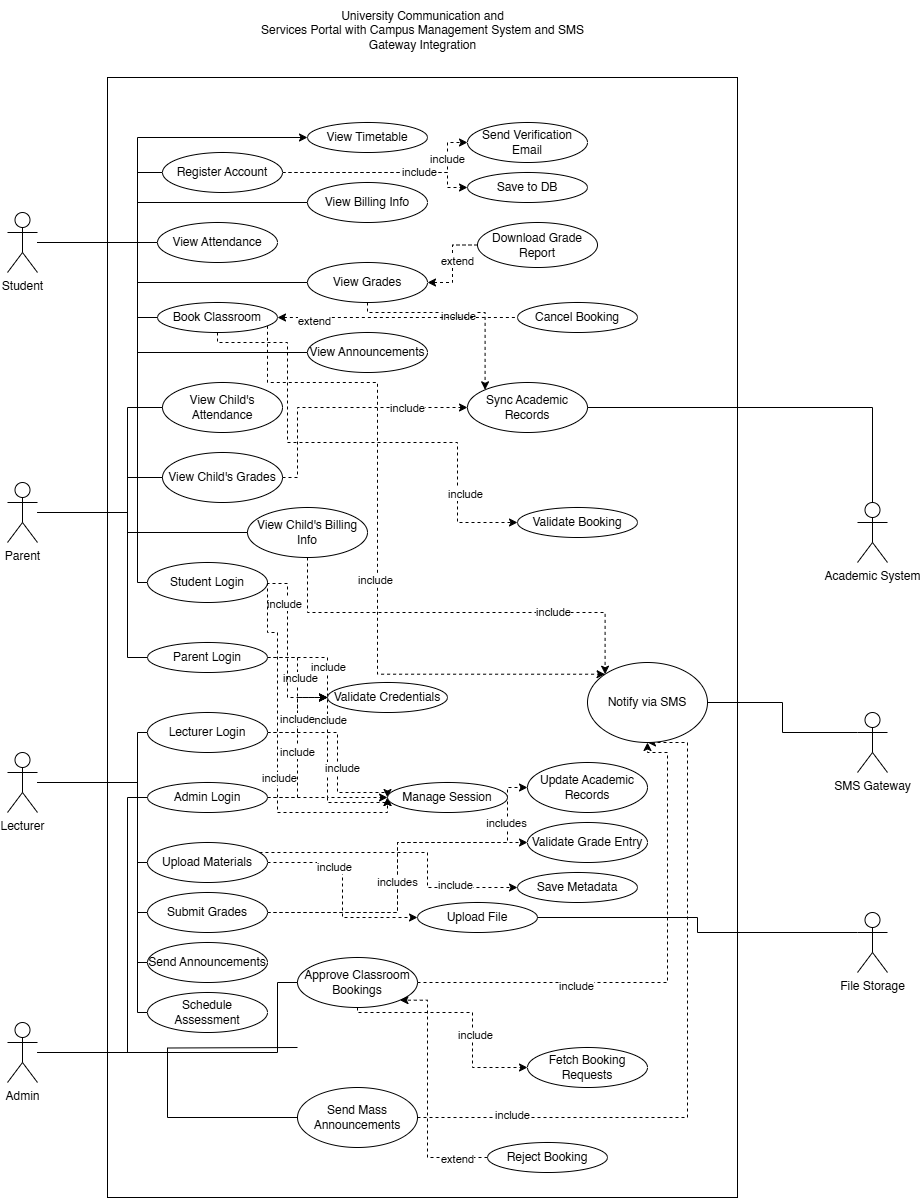 University Communication and
Services Portal with Campus Management System and SMS
Gateway Integration
View Timetable
Send Verification
Email
include
Register Account
include
Save to DB
View Billing Info
Student
View Attendance
Download Grade
Report
extend
View Grades
Book Classroom
extend
include
Cancel Booking
View Announcements
View Child's
Attendance
include
Sync Academic
Records
View Child's Grades
include
Parent
View Child's Billing
Info
Validate Booking
Academic System
Student Login
include
include
include
Parent Login
include
include
Validate Credentials
Notify via SMS
include
include
Lecturer Login
include
include
include
SMS Gateway
Lecturer
Admin Login
Manage Session
Update Academic
Records
includes
Validate Grade Entry
Upload Materials
include
includes
include
Save Metadata
Submit Grades
Upload File
Send Announcements
Approve Classroom
Bookings
include
File Storage
Schedule
Assessment
include
Admin
Fetch Booking
Requests
Send Mass
Announcements
include
extend
Reject Booking